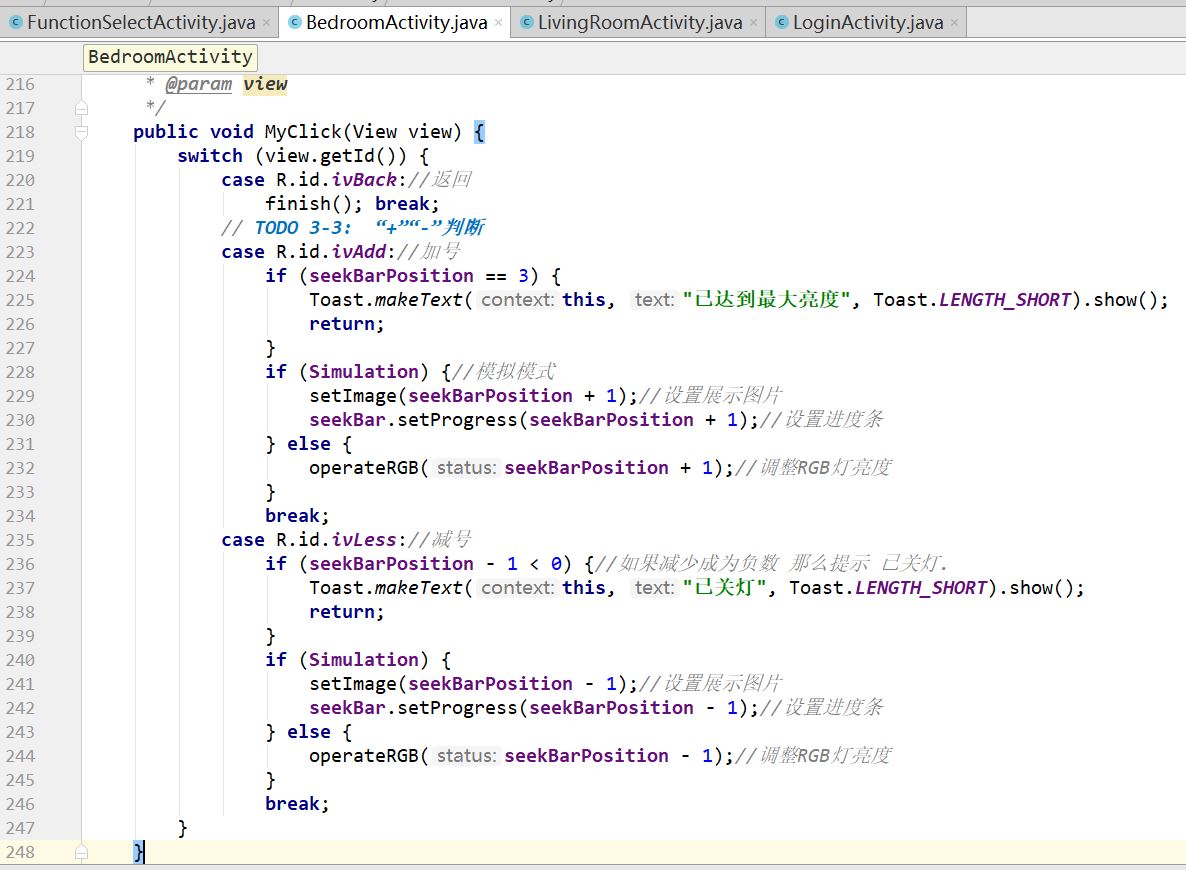 FunctionSelectActivity.java × BedroomActivity.java × LivingRoomActivity.java × LoginActivity.java ×
BedroomActivity
216 * @param view
217 */
218 public void MyClick(View view) {
219 switch (view.getId()) {
220 case R.id.ivBack://返回
221 finish(); break;
222 // TODO 3-3: “+”“-”判断
223 case R.id.ivAdd://加号
224 if (seekBarPosition == 3) {
225 Toast.makeText( context: this, text: "已达到最大亮度", Toast.LENGTH_SHORT).show();
226 return;
227 }
228 if (Simulation) {//模拟模式
229 setImage(seekBarPosition + 1);//设置展示图片
230 seekBar.setProgress(seekBarPosition + 1);//设置进度条
231 } else {
232 operateRGB( status: seekBarPosition + 1);//调整RGB灯亮度
233 }
234 break;
235 case R.id.ivLess://减号
236 if (seekBarPosition - 1 < 0) {//如果减少成为负数 那么提示 已关灯.
237 Toast.makeText( context: this, text: "已关灯", Toast.LENGTH_SHORT).show();
238 return;
239 }
240 if (Simulation) {
241 setImage(seekBarPosition - 1);//设置展示图片
242 seekBar.setProgress(seekBarPosition - 1);//设置进度条
243 } else {
244 operateRGB( status: seekBarPosition - 1);//调整RGB灯亮度
245 }
246 break;
247 }
248 }